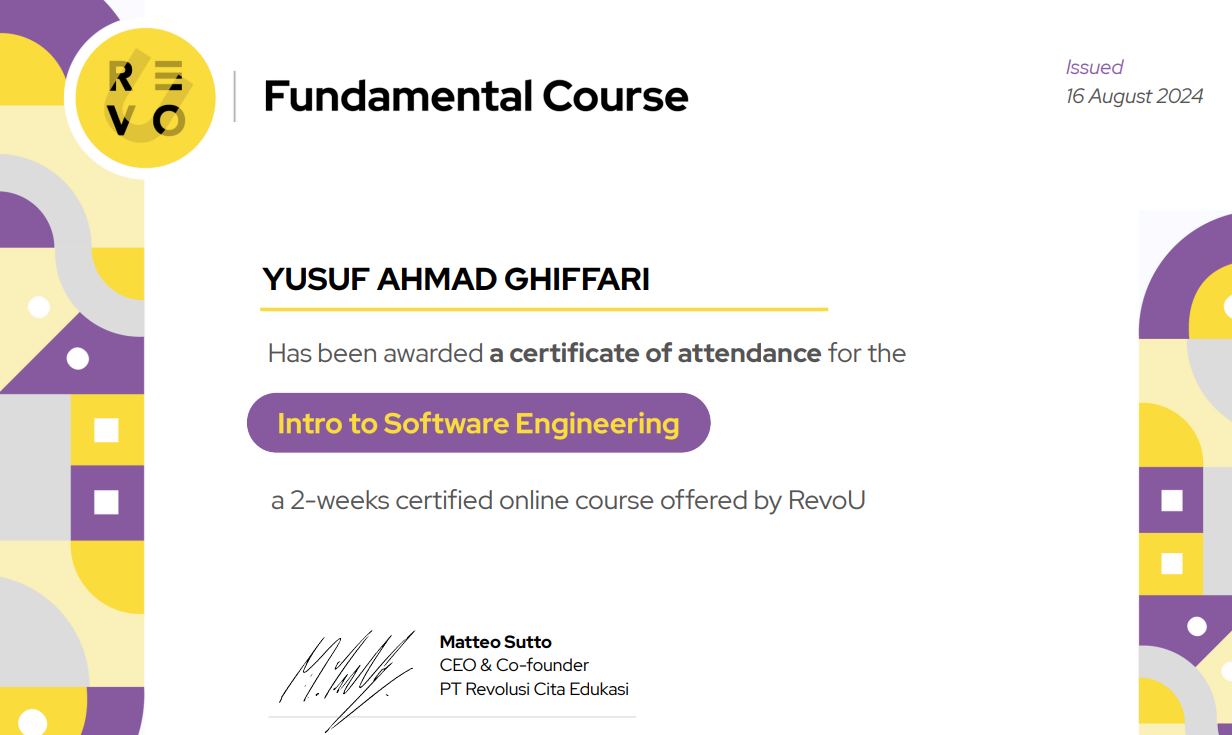 RE
VO
Fundamental Course
Issued
16 August 2024
YUSUF AHMAD GHIFFARI
Has been awarded a certificate of attendance for the
Intro to Software Engineering
a 2-weeks certified online course offered by RevoU
Matteo Sutto
CEO & Co-founder
PT Revolusi Cita Edukasi